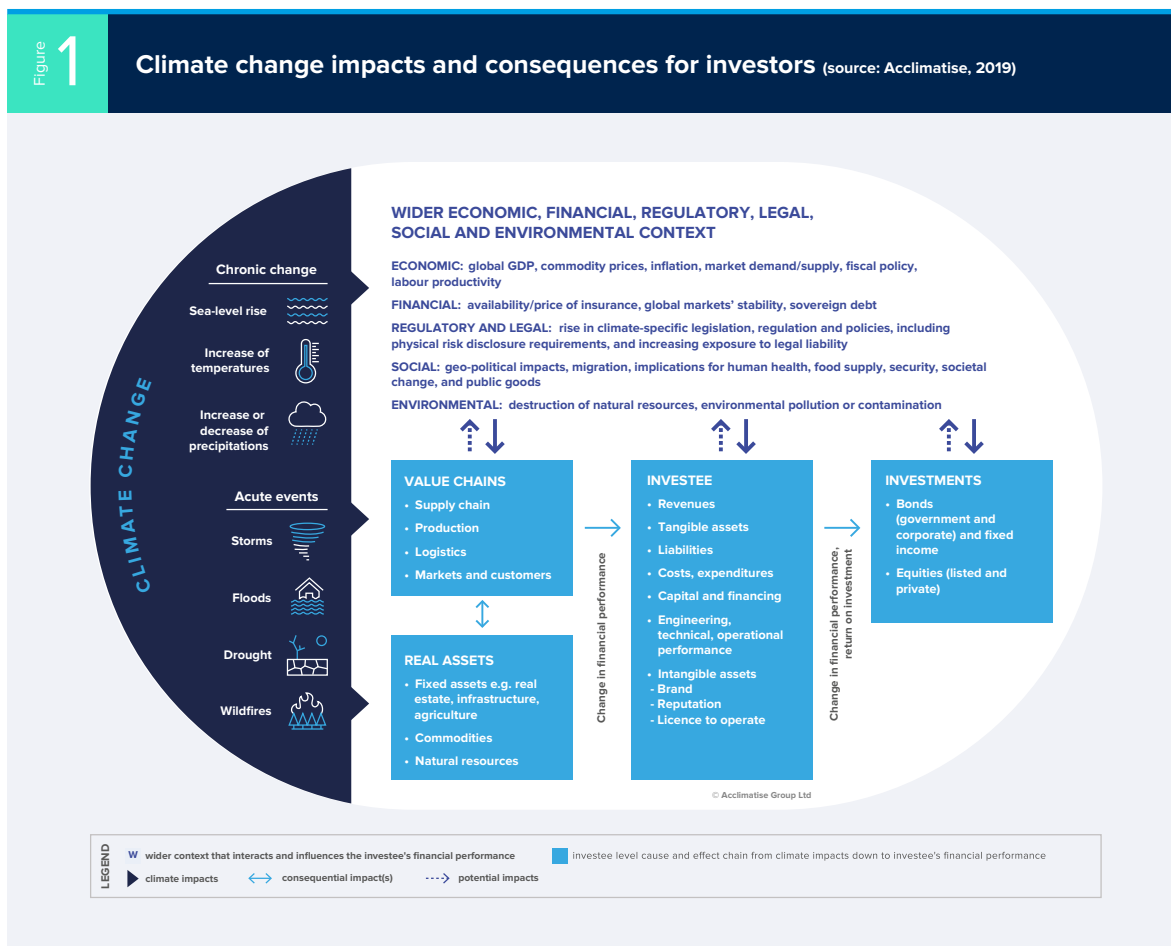 Figure 1
Climate change impacts and consequences for investors (source: Acclimatise, 2019)
CLIMATE CHANGE
Chronic change
Sea-level rise
Increase of
temperatures
Increase or
decrease of
precipitations
Acute events
Storms
Floods
Drought
Wildfires
WIDER ECONOMIC, FINANCIAL, REGULATORY, LEGAL,
SOCIAL AND ENVIRONMENTAL CONTEXT
ECONOMIC: global GDP, commodity prices, inflation, market demand/supply, fiscal policy,
labour productivity
FINANCIAL: availability/price of insurance, global markets' stability, sovereign debt
REGULATORY AND LEGAL: rise in climate-specific legislation, regulation and policies, including
physical risk disclosure requirements, and increasing exposure to legal liability
SOCIAL: geo-political impacts, migration, implications for human health, food supply, security, societal
change, and public goods
ENVIRONMENTAL: destruction of natural resources, environmental pollution or contamination
VALUE CHAINS
• Supply chain
• Production
• Logistics
• Markets and customers
REAL ASSETS
• Fixed assets e.g. real
estate, infrastructure,
agriculture
• Commodities
• Natural resources
Change in financial performance
INVESTEE
• Revenues
• Tangible assets
• Liabilities
• Costs, expenditures
• Capital and financing
• Engineering,
technical, operational
performance
• Intangible assets
- Brand
- Reputation
- Licence to operate
Change in financial performance,
return on investment
INVESTMENTS
• Bonds
(government and
corporate) and fixed
income
• Equities (listed and
private)
© Acclimatise Group Ltd
LEGEND
W wider context that interacts and influences the investee's financial performance
investee level cause and effect chain from climate impacts down to investee's financial performance
climate impacts
consequential impact(s)
potential impacts